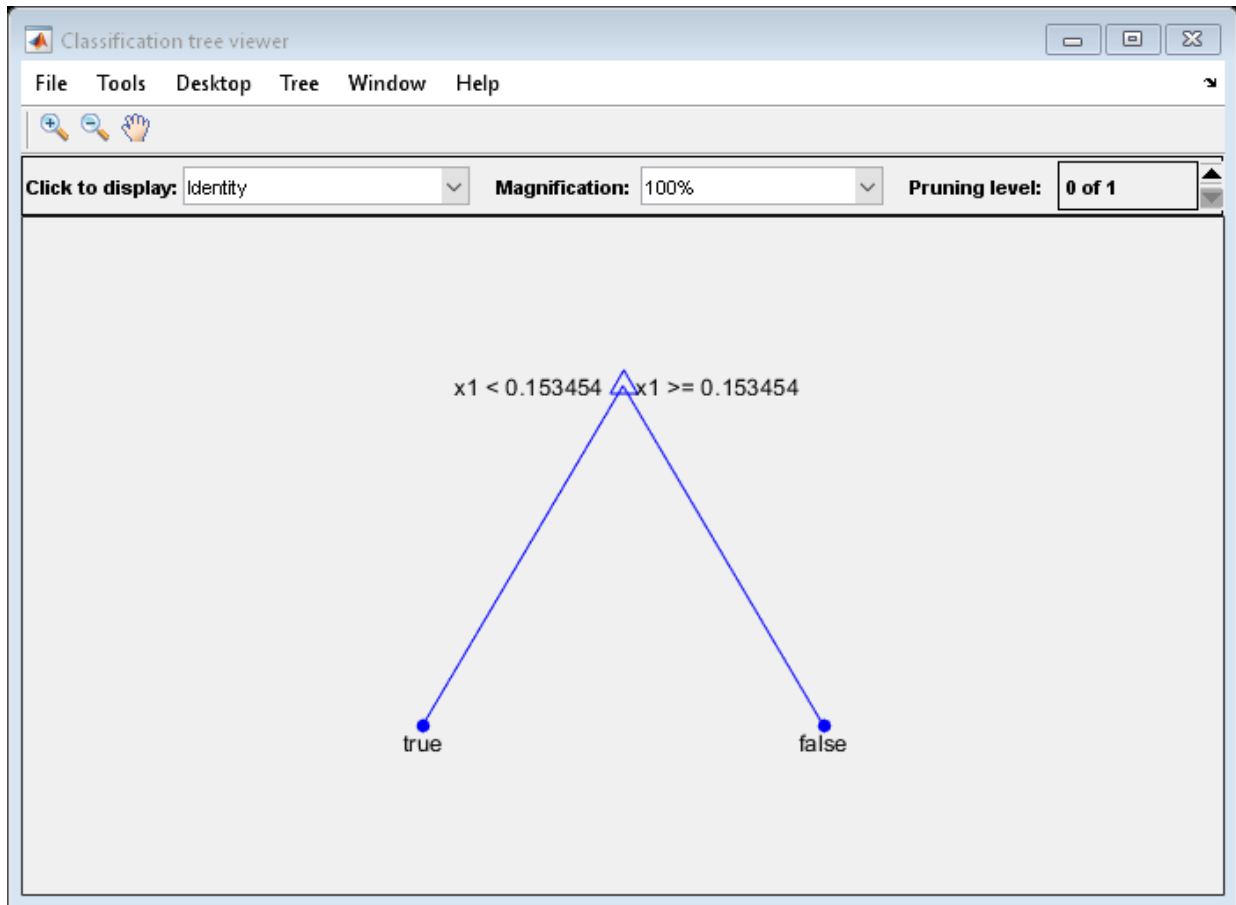 Classification tree viewer
File Tools Desktop Tree Window Help
Click to display: Identity Magnification: 100% Pruning level: 0 of 1
x1 < 0.153454 x1 >= 0.153454
true false